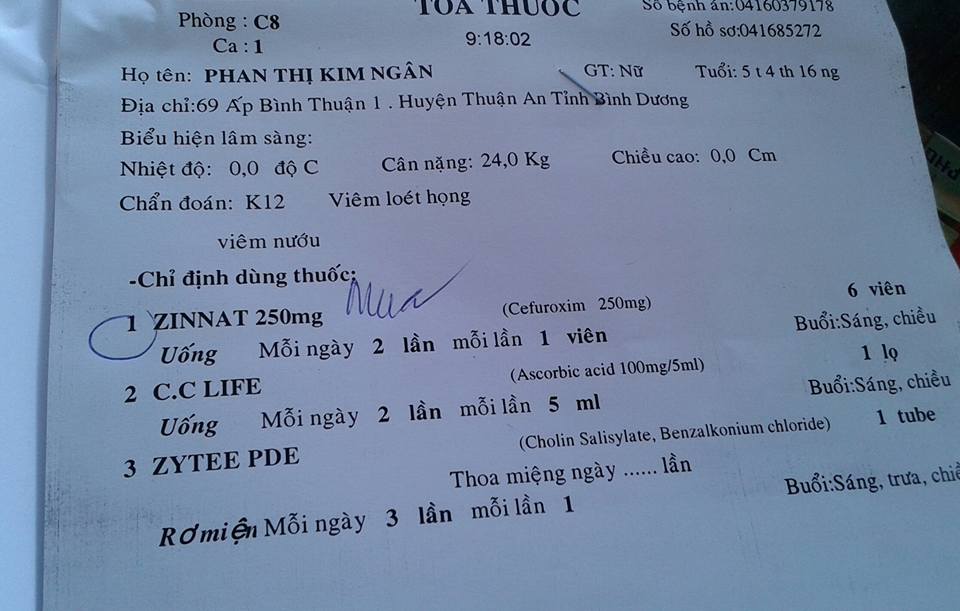 TOA THUỐC
Phòng : C8
Số bệnh án:04160379178
Ca : 1
9:18:02
Số hồ sơ:041685272
Họ tên: PHAN THỊ KIM NGÂN GT: Nữ Tuổi: 5 t 4 th 16 ng
Địa chỉ:69 Ấp Bình Thuận 1 . Huyện Thuận An Tỉnh Bình Dương
Biểu hiện lâm sàng:
Nhiệt độ: 0,0 độ C Cân nặng: 24,0 Kg Chiều cao: 0,0 Cm
Chẩn đoán: K12 Viêm loét họng
viêm nướu
-Chỉ định dùng thuốc:
Mua
1 ZINNAT 250mg (Cefuroxim 250mg) 6 viên
Uống Mỗi ngày 2 lần mỗi lần 1 viên Buổi:Sáng, chiều
2 C.C LIFE (Ascorbic acid 100mg/5ml) 1 lọ
Uống Mỗi ngày 2 lần mỗi lần 5 ml Buổi:Sáng, chiều
3 ZYTEE PDE (Cholin Salisylate, Benzalkonium chloride) 1 tube
Thoa miệng ngày ...... lần
Rơ miện Mỗi ngày 3 lần mỗi lần 1 Buổi:Sáng, trưa, chiề